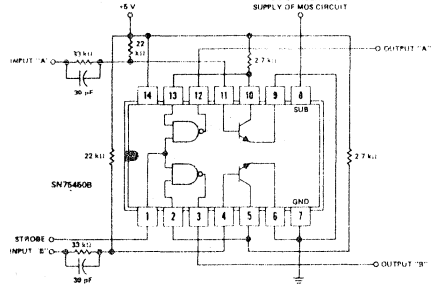 -5 V
SUPPLY OF MOS CIRCUIT
22 kΩ
OUTPUT "A"
33 kΩ
INPUT "A"
2.7 kΩ
30 pF
14 13 12 11 10 9 8
SUB
22 kΩ
2.7 kΩ
SN75460B
GND
1 2 3 4 5 6 7
STROBE
INPUT "B"
33 kΩ
OUTPUT "B"
30 pF